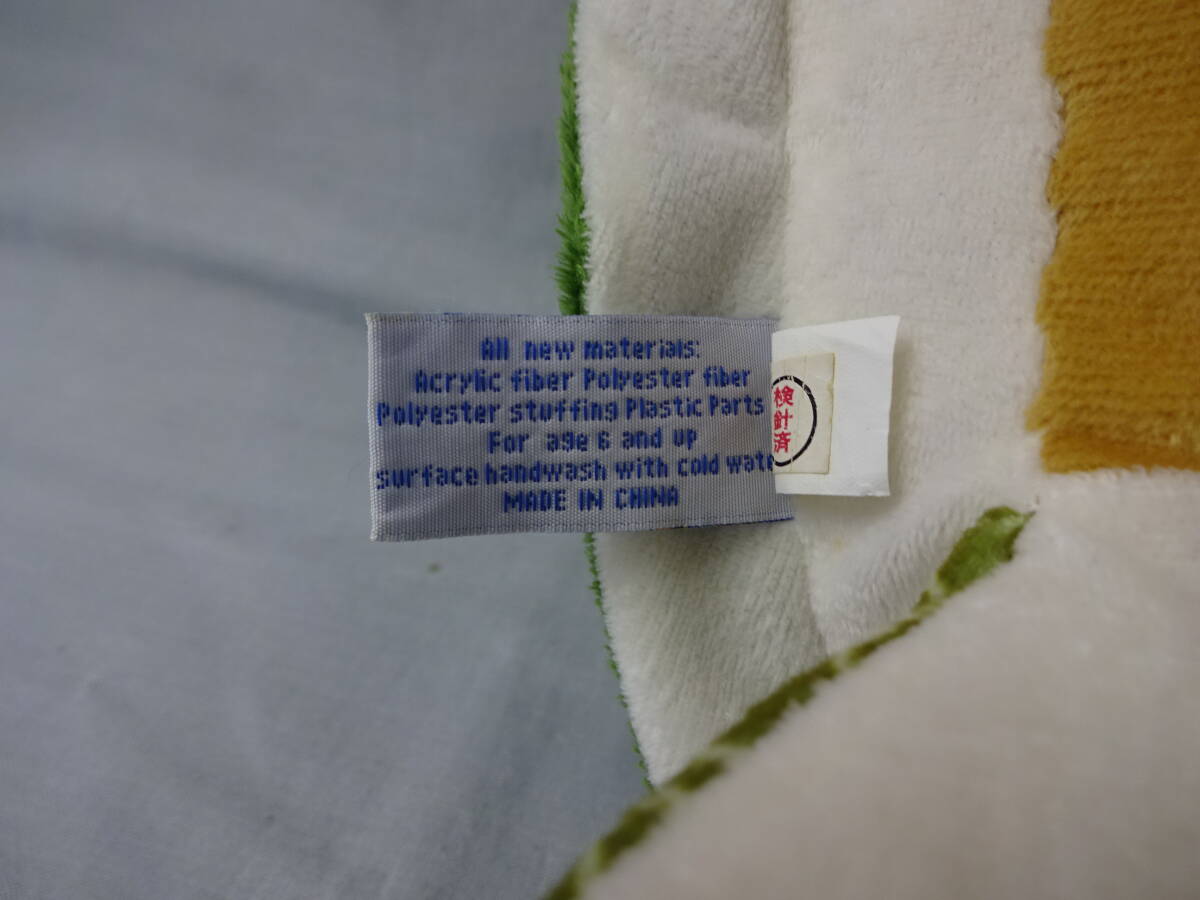 All new materials:
Acrylic fiber Polyester fiber
Polyester stuffing Plastic Parts
For age 6 and up
surface handwash with cold wate
MADE IN CHINA
検
針
済